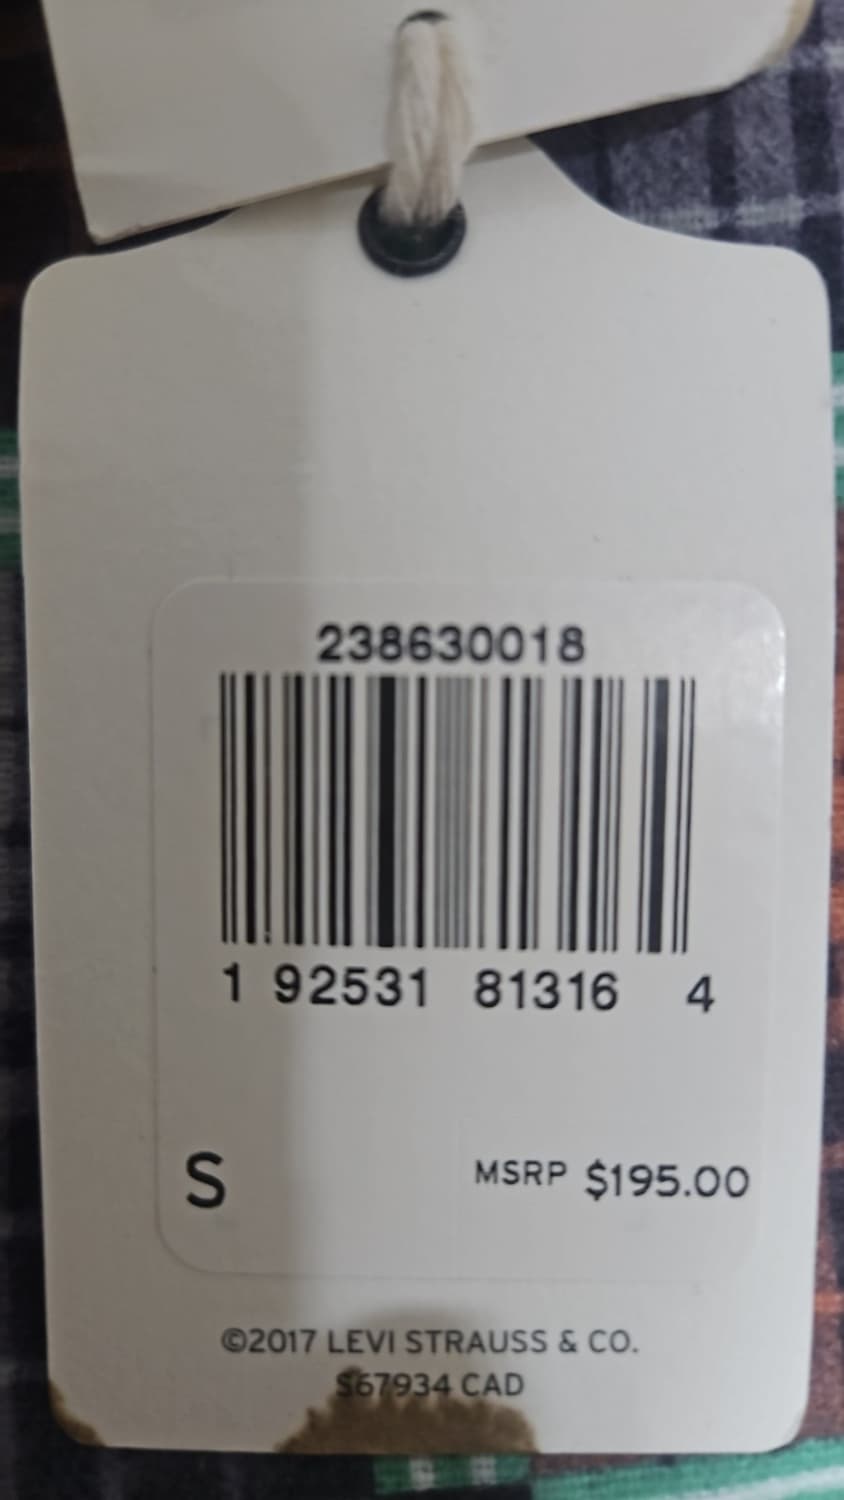 238630018
1 92531 81316 4
S MSRP $195.00
©2017 LEVI STRAUSS & CO.
S67934 CAD